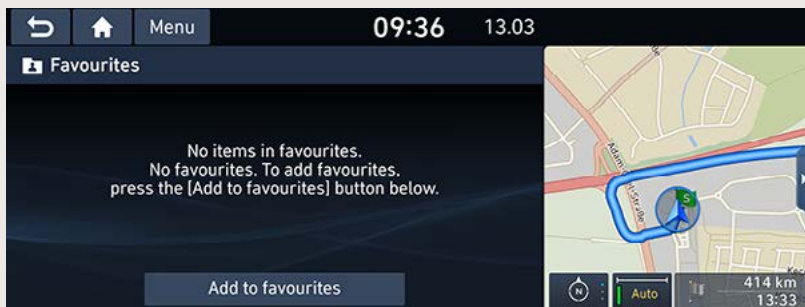 Menu
09:36
13.03
Favourites
No items in favourites.
No favourites. To add favourites.
press the [Add to favourites] button below.
Add to favourites
S
N
Auto
414 km
13:33